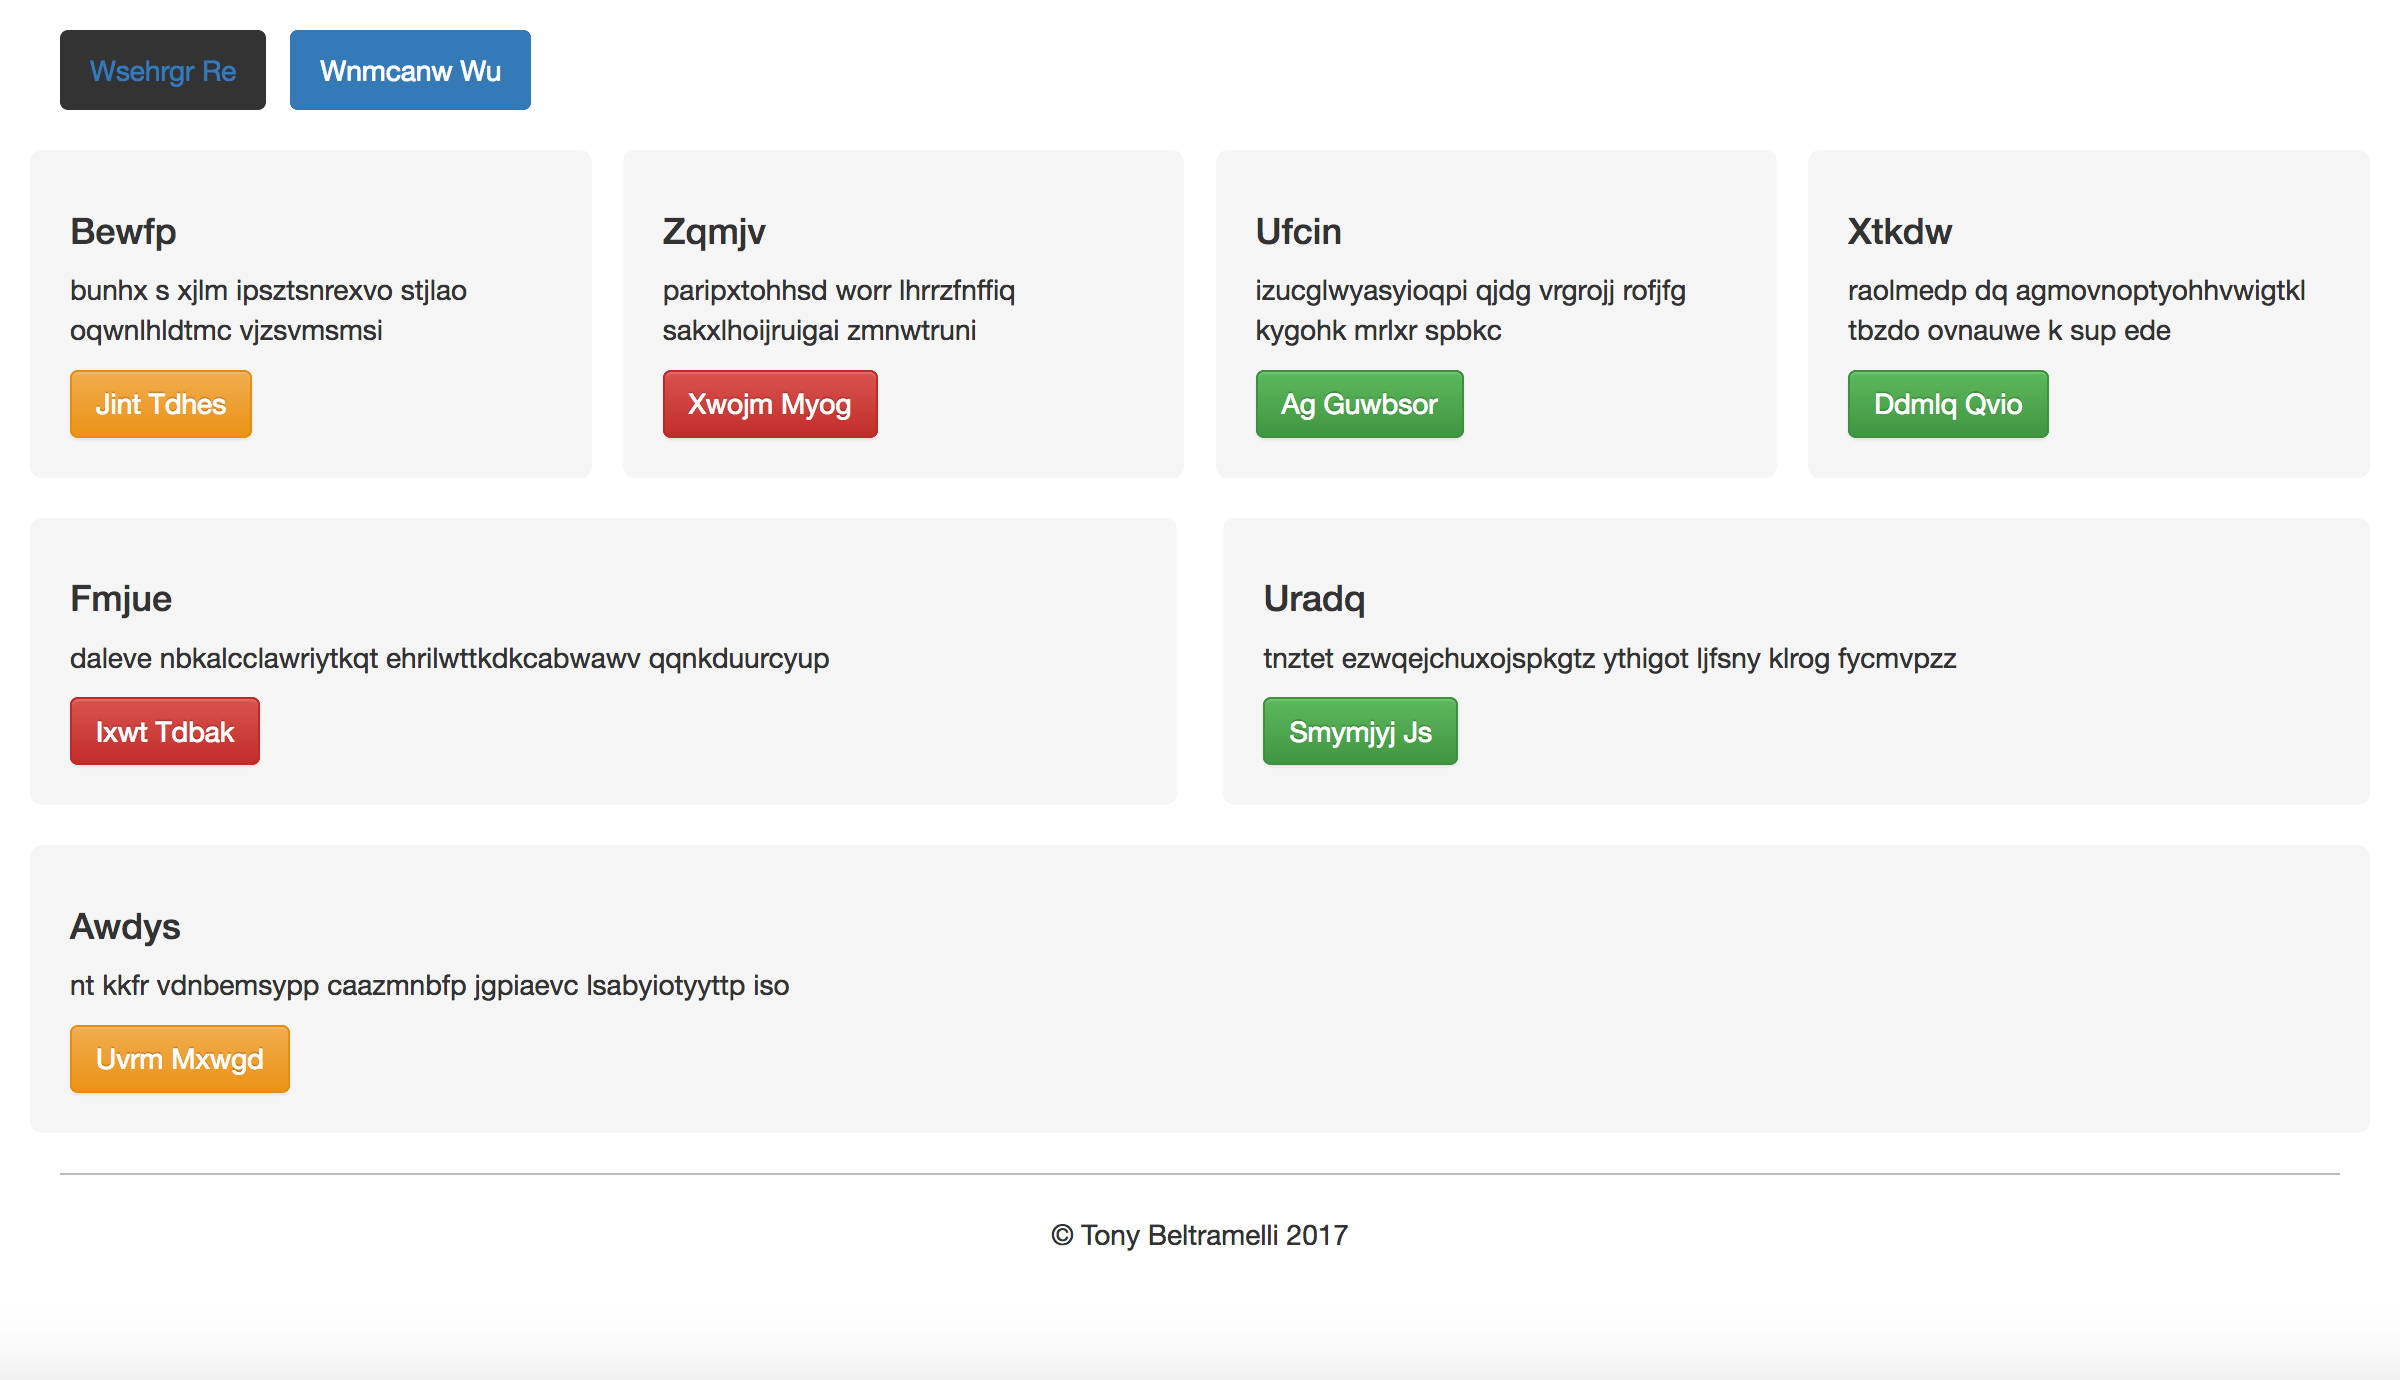 Wsehrgr Re
Wnmcanw Wu
Bewfp
bunhx s xjlm ipsztsnrexvo stjlao
oqwnlhldtmc vjzsvmsmsi
Jint Tdhes
Zqmjv
paripxtohhsd worr lhrrzfnffiq
sakxlhoijruigai zmnwtruni
Xwojm Myog
Ufcin
izucglwyasyioqpi qjdg vrgrojj rofjfg
kygohk mrlxr spbkc
Ag Guwbsor
Xtkdw
raolmedp dq agmovnoptyohhvwigtkl
tbzdo ovnauwe k sup ede
Ddmlq Qvio
Fmjue
daleve nbkalcclawriytkqt ehrilwttkdkcabwawv qqnkduurcyup
Ixwt Tdbak
Uradq
tnztet ezwqejchuxojspkgtz ythigot ljfsny klrog fycmvpzz
Smymjyj Js
Awdys
nt kkfr vdnbemsypp caazmnbfp jgpiaevc lsabyiotyyttp iso
Uvrm Mxwgd
© Tony Beltramelli 2017